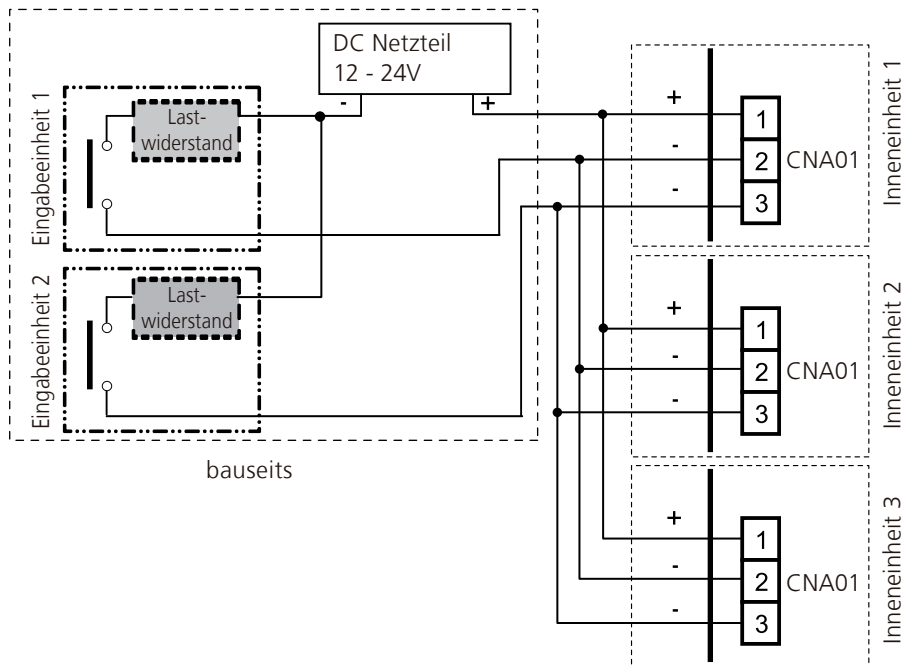 DC Netzteil
12 - 24V
-
+
Eingabeeinheit 1
Last-
widerstand
Eingabeeinheit 2
Last-
widerstand
bauseits
+
-
-
1
2
3
CNA01
Inneneinheit 1
+
-
-
1
2
3
CNA01
Inneneinheit 2
+
-
-
1
2
3
CNA01
Inneneinheit 3